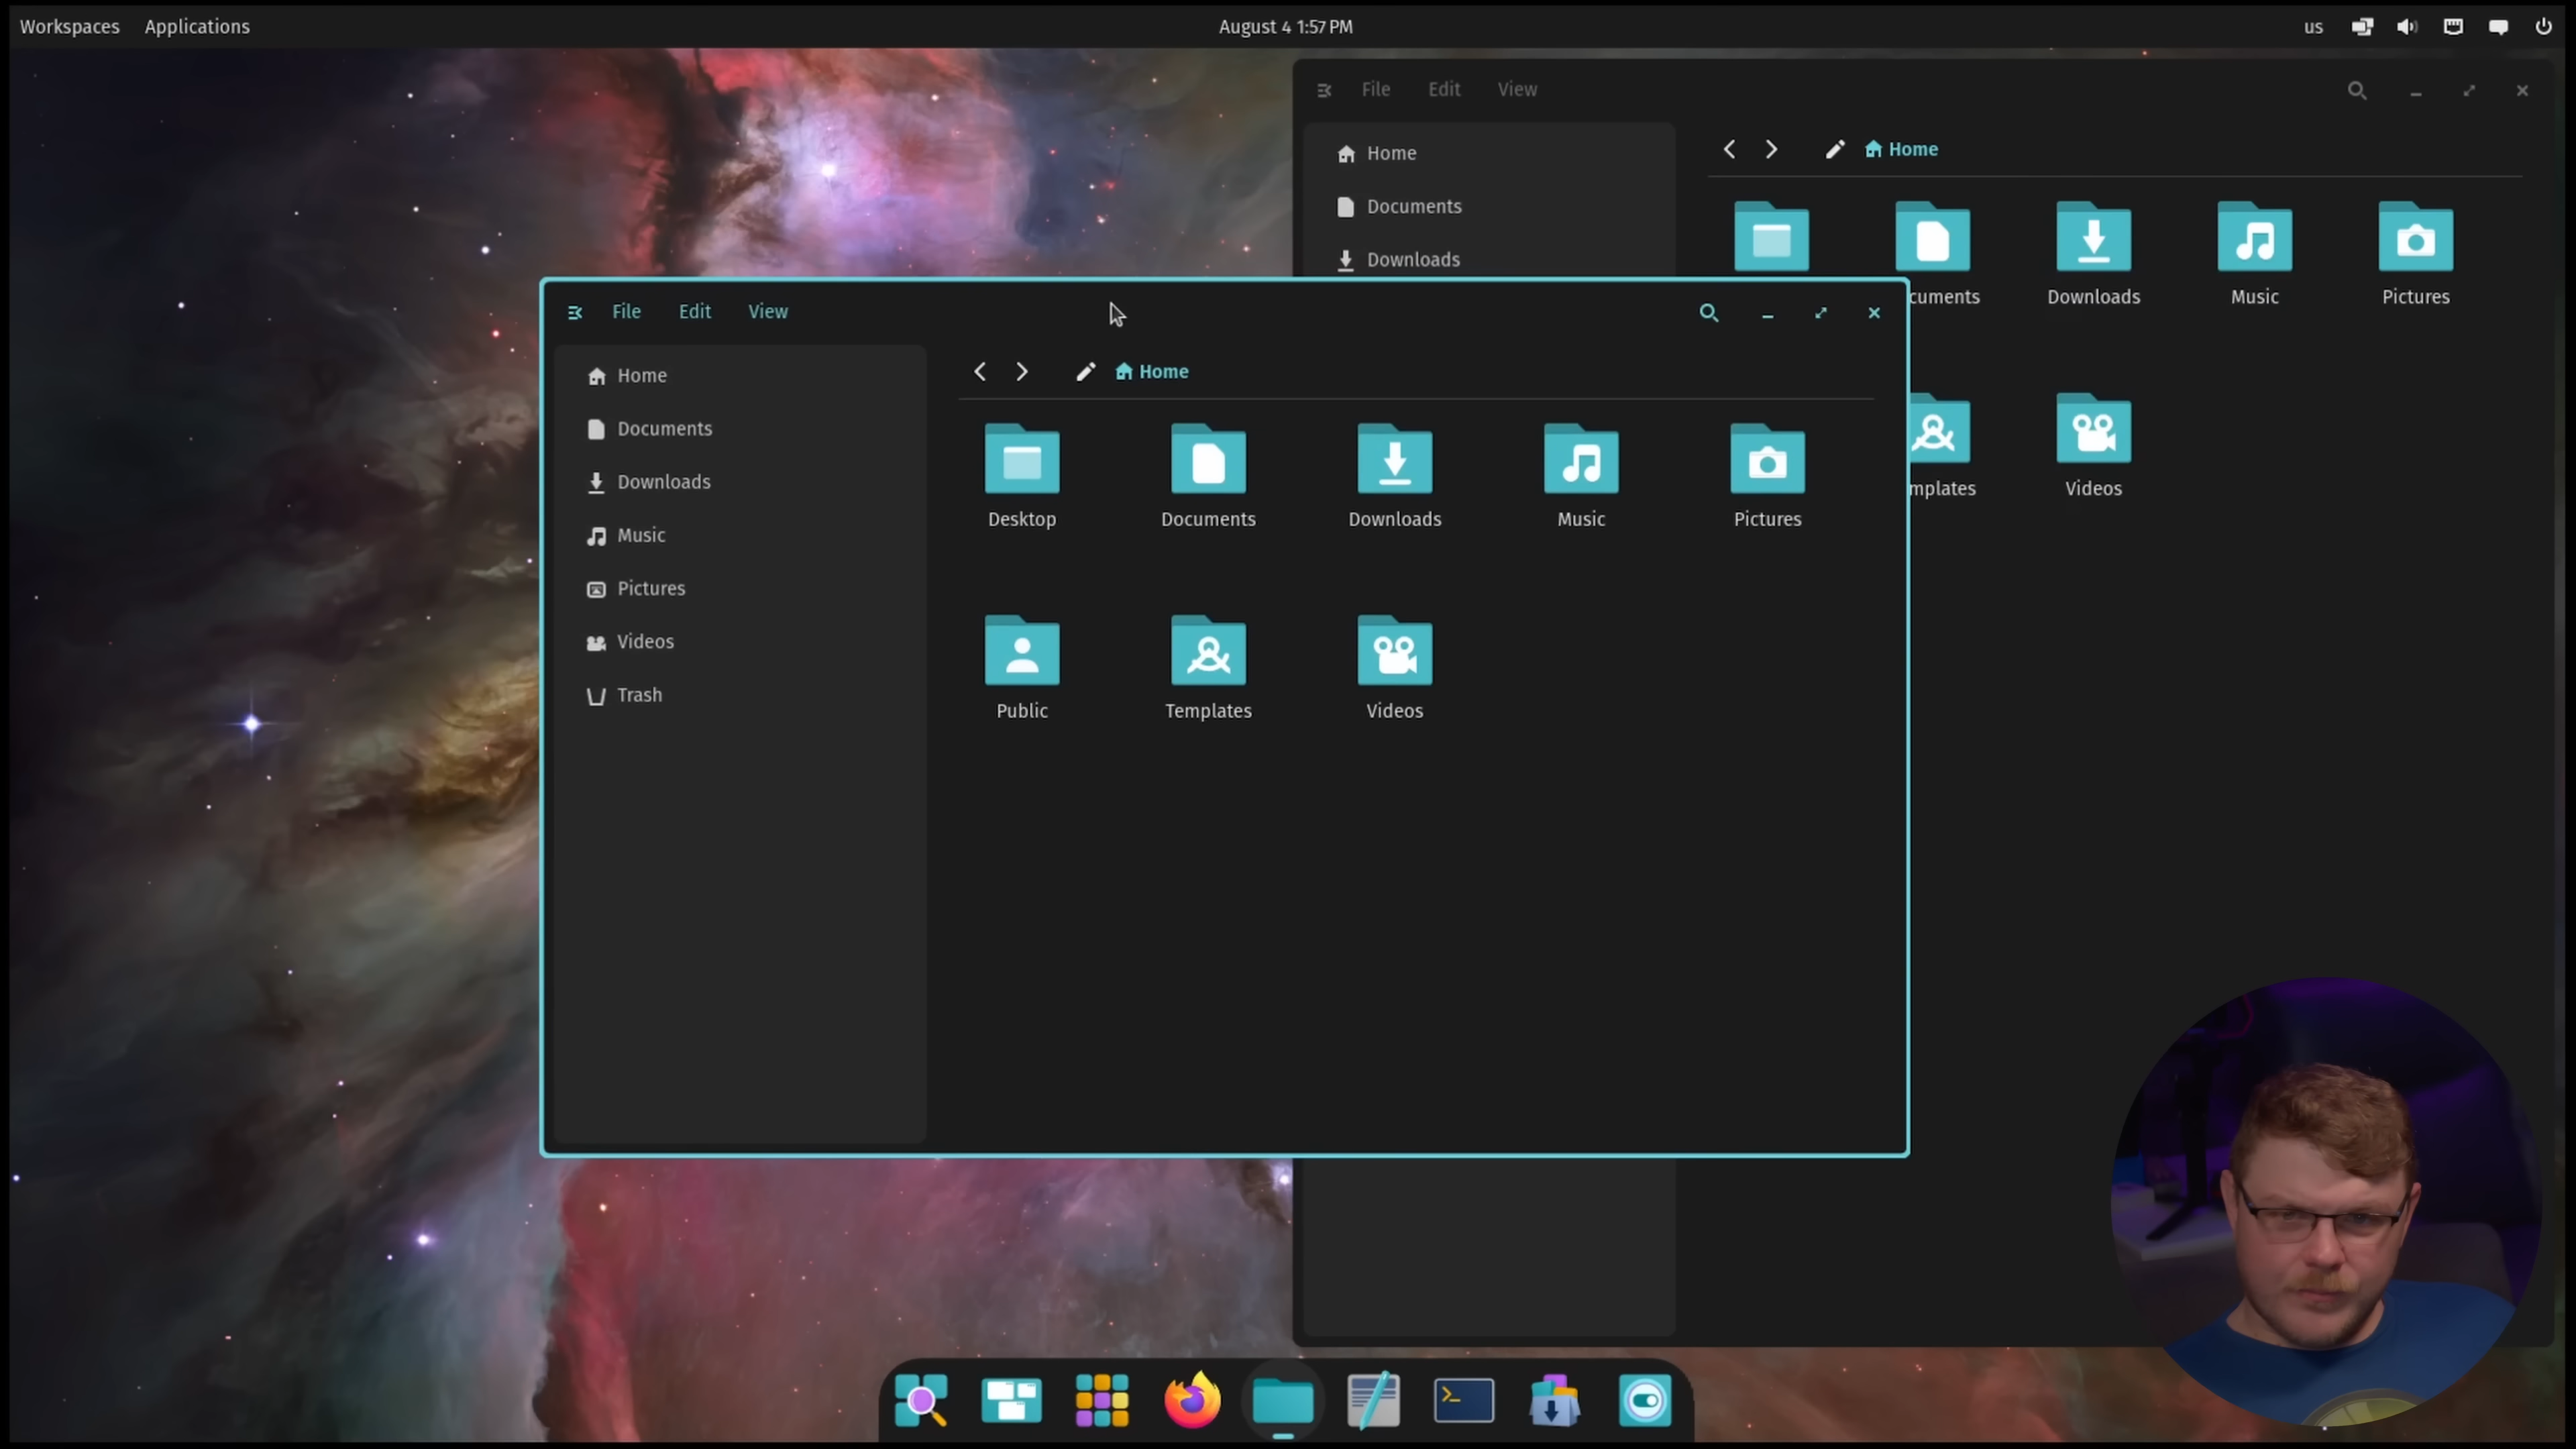 Workspaces Applications August 4 1:57 PM us
File Edit View
Home
Documents
Downloads
Home
cuments Downloads Music Pictures
mplates Videos
File Edit View
Home
Documents
Downloads
Music
Pictures
Videos
Trash
Home
Desktop Documents Downloads Music Pictures
Public Templates Videos